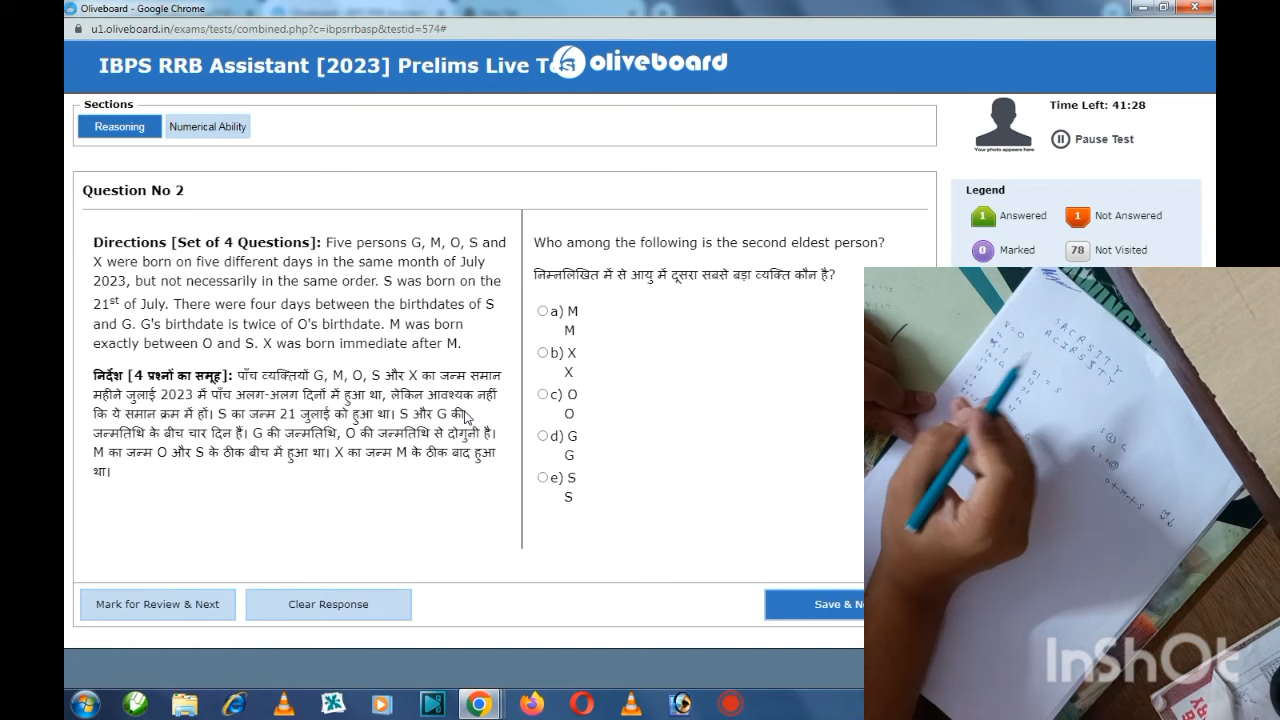 Oliveboard - Google Chrome
u1.oliveboard.in/exams/tests/combined.php?c=ibpsrrbasp&testid=574#
IBPS RRB Assistant [2023] Prelims Live Test
oliveboard
Sections
Reasoning
Numerical Ability
Time Left: 41:28
Your photo appears here
Pause Test
Question No 2
Legend
1 Answered
1 Not Answered
0 Marked
78 Not Visited
Directions [Set of 4 Questions]: Five persons G, M, O, S and
X were born on five different days in the same month of July
2023, but not necessarily in the same order. S was born on the
21st of July. There were four days between the birthdates of S
and G. G's birthdate is twice of O's birthdate. M was born
exactly between O and S. X was born immediate after M.
निर्देश [4 प्रश्नों का समूह]: पाँच व्यक्तियों G, M, O, S और X का जन्म समान
महीने जुलाई 2023 में पाँच अलग-अलग दिनों में हुआ था, लेकिन आवश्यक नहीं
कि ये समान क्रम में हों। S का जन्म 21 जुलाई को हुआ था। S और G की
जन्मतिथि के बीच चार दिन हैं। G की जन्मतिथि, O की जन्मतिथि से दोगुनी है।
M का जन्म O और S के ठीक बीच में हुआ था। X का जन्म M के ठीक बाद हुआ
था।
Who among the following is the second eldest person?
निम्नलिखित में से आयु में दूसरा सबसे बड़ा व्यक्ति कौन है?
a) M
M
b) X
X
c) O
O
d) G
G
e) S
S
Mark for Review & Next
Clear Response
Save & N
SACRSITY
ACIRSSTY
InShOt